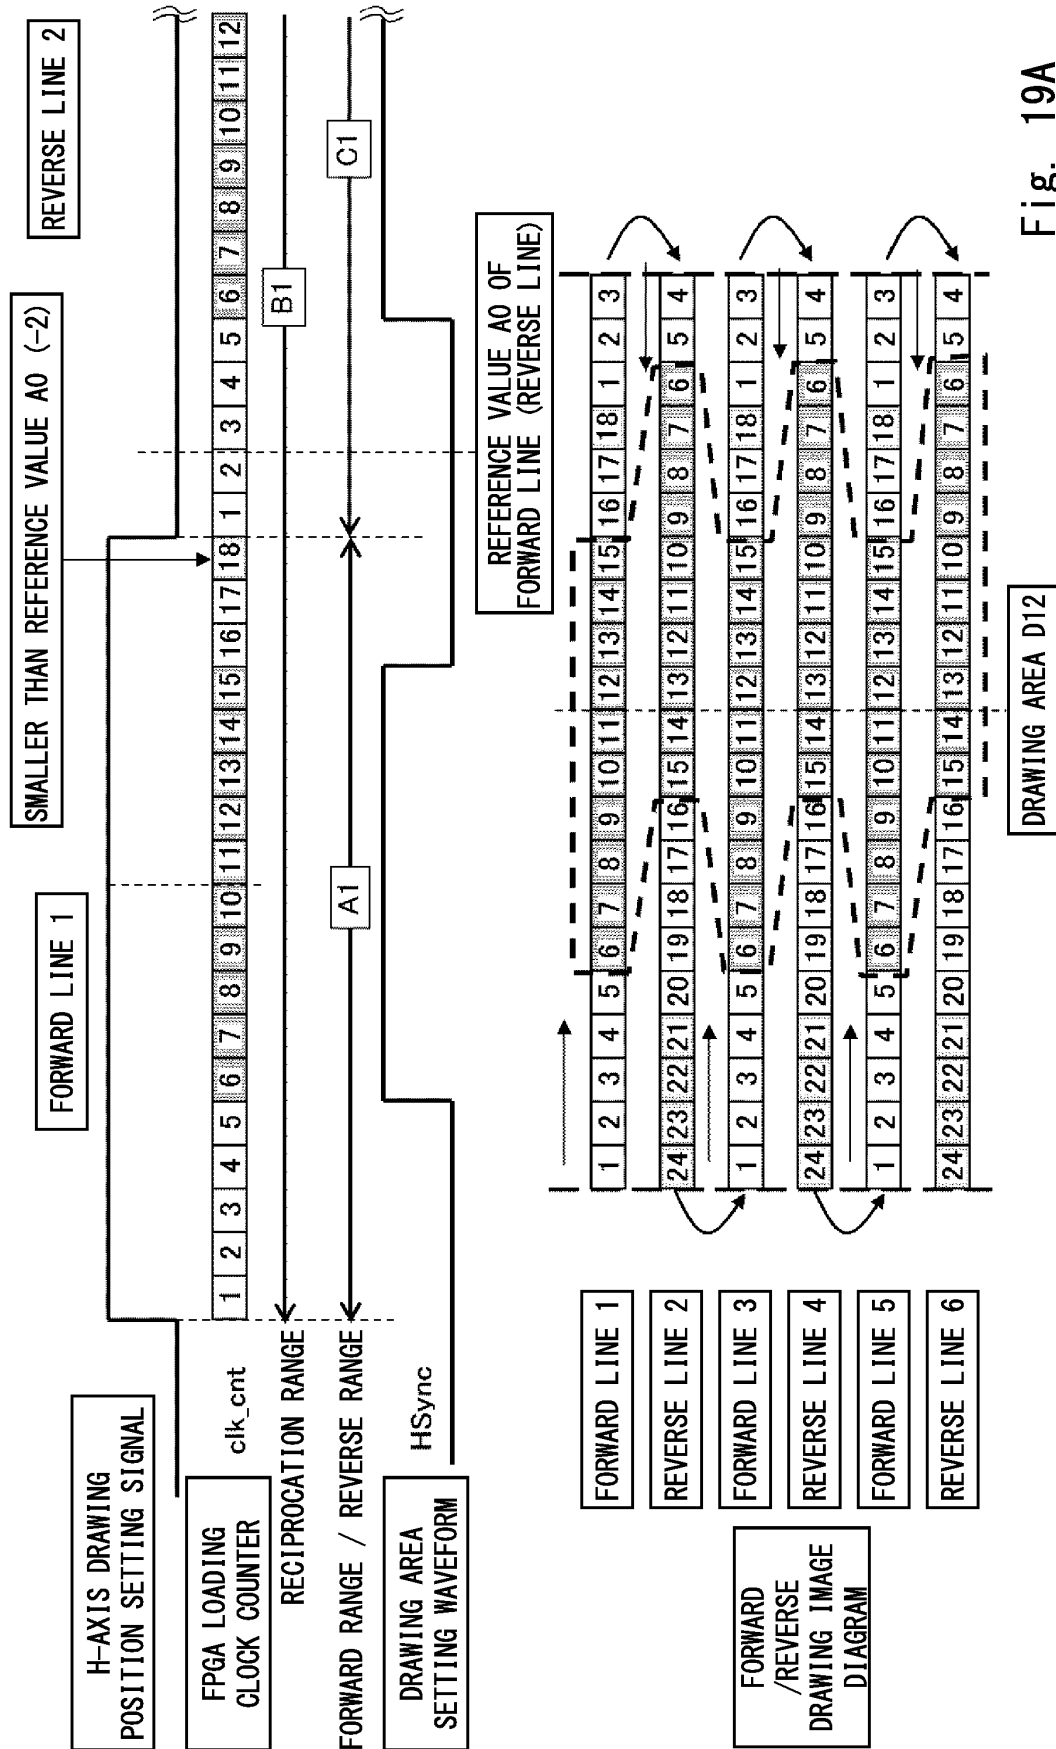 FORWARD LINE 1
SMALLER THAN REFERENCE VALUE A0 (-2)
REVERSE LINE 2
H-AXIS DRAWING
POSITION SETTING SIGNAL
FPGA LOADING
CLOCK COUNTER
clk_cnt
1 2 3 4 5 6 7 8 9 10 11 12 13 14 15 16 17 18 1 2 3 4 5 6 7 8 9 10 11 12
RECIPROCATION RANGE
B1
FORWARD RANGE / REVERSE RANGE
A1
C1
DRAWING AREA
SETTING WAVEFORM
HSync
REFERENCE VALUE A0 OF
FORWARD LINE (REVERSE LINE)
FORWARD
/REVERSE
DRAWING IMAGE
DIAGRAM
FORWARD LINE 1
1 2 3 4 5 6 7 8 9 10 11 12 13 14 15 16 17 18 1 2 3
REVERSE LINE 2
24 23 22 21 20 19 18 17 16 15 14 13 12 11 10 9 8 7 6 5 4
FORWARD LINE 3
1 2 3 4 5 6 7 8 9 10 11 12 13 14 15 16 17 18 1 2 3
REVERSE LINE 4
24 23 22 21 20 19 18 17 16 15 14 13 12 11 10 9 8 7 6 5 4
FORWARD LINE 5
1 2 3 4 5 6 7 8 9 10 11 12 13 14 15 16 17 18 1 2 3
REVERSE LINE 6
24 23 22 21 20 19 18 17 16 15 14 13 12 11 10 9 8 7 6 5 4
DRAWING AREA D12
Fig. 19A